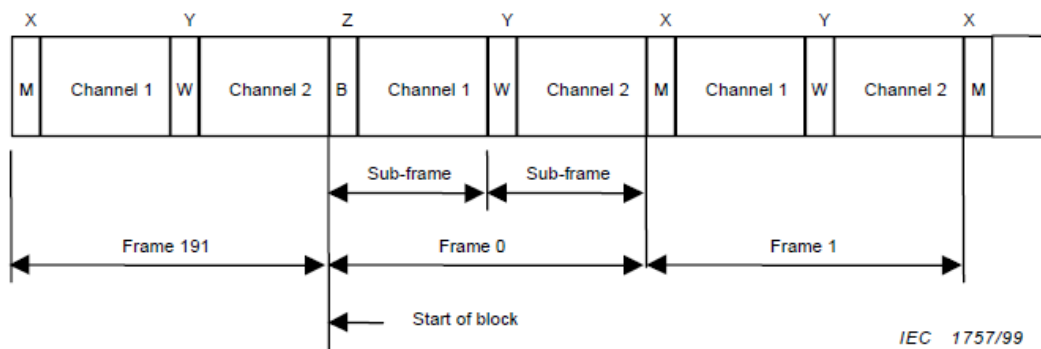 X Y Z Y X Y X
M Channel 1 W Channel 2 B Channel 1 W Channel 2 M Channel 1 W Channel 2 M
Sub-frame Sub-frame
Frame 191 Frame 0 Frame 1
Start of block
IEC 1757/99